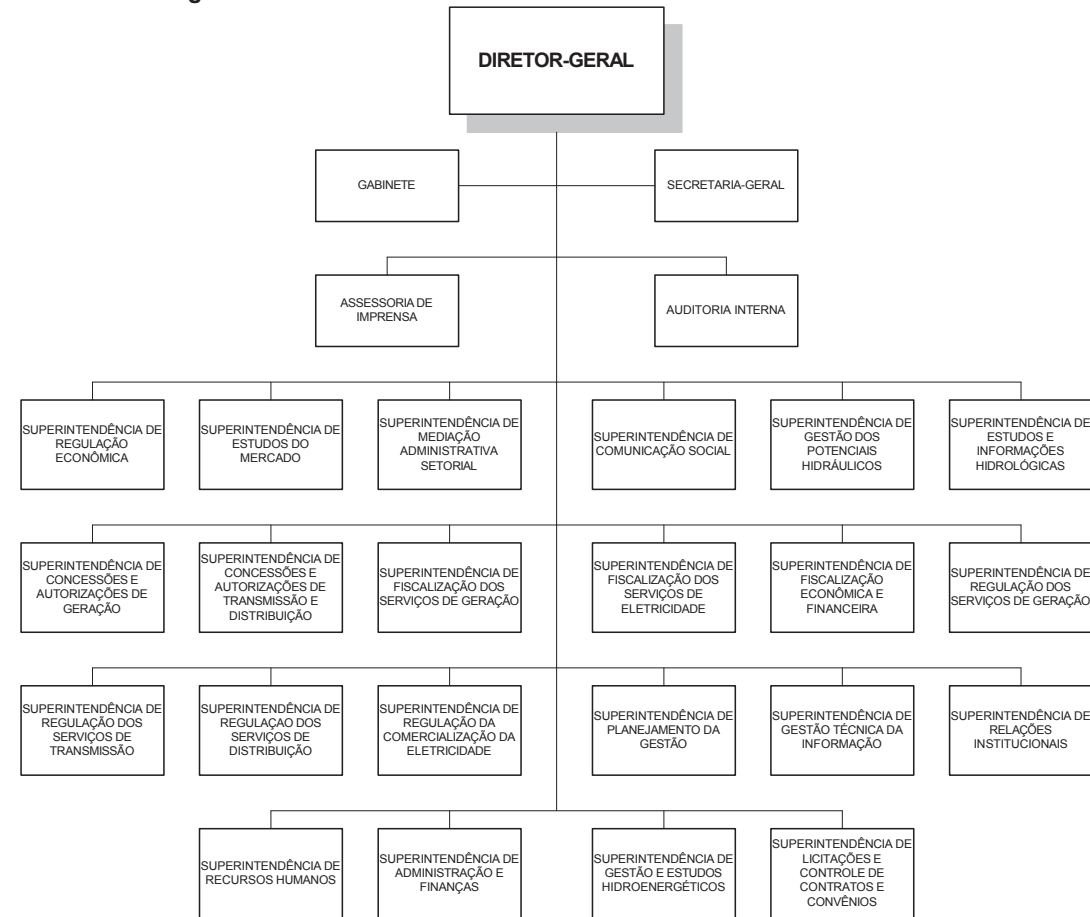 DIRETOR-GERAL
GABINETE
SECRETARIA-GERAL
ASSESSORIA DE
IMPRENSA
AUDITORIA INTERNA
SUPERINTENDÊNCIA DE
REGULAÇÃO
ECONÔMICA
SUPERINTENDÊNCIA DE
ESTUDOS DO
MERCADO
SUPERINTENDÊNCIA DE
MEDIAÇÃO
ADMINISTRATIVA
SETORIAL
SUPERINTENDÊNCIA DE
COMUNICAÇÃO SOCIAL
SUPERINTENDÊNCIA DE
GESTÃO DOS
POTENCIAIS
HIDRÁULICOS
SUPERINTENDÊNCIA DE
ESTUDOS E
INFORMAÇÕES
HIDROLÓGICAS
SUPERINTENDÊNCIA DE
CONCESSÕES E
AUTORIZAÇÕES DE
GERAÇÃO
SUPERINTENDÊNCIA DE
CONCESSÕES E
AUTORIZAÇÕES DE
TRANSMISSÃO E
DISTRIBUIÇÃO
SUPERINTENDÊNCIA DE
FISCALIZAÇÃO DOS
SERVIÇOS DE GERAÇÃO
SUPERINTENDÊNCIA DE
FISCALIZAÇÃO DOS
SERVIÇOS DE
ELETRICIDADE
SUPERINTENDÊNCIA DE
FISCALIZAÇÃO
ECONÔMICA E
FINANCEIRA
SUPERINTENDÊNCIA DE
REGULAÇÃO DOS
SERVIÇOS DE GERAÇÃO
SUPERINTENDÊNCIA DE
REGULAÇÃO DOS
SERVIÇOS DE
TRANSMISSÃO
SUPERINTENDÊNCIA DE
REGULAÇAO DOS
SERVIÇOS DE
DISTRIBUIÇÃO
SUPERINTENDÊNCIA DE
REGULAÇÃO DA
COMERCIALIZAÇÃO DA
ELETRICIDADE
SUPERINTENDÊNCIA DE
PLANEJAMENTO DA
GESTÃO
SUPERINTENDÊNCIA DE
GESTÃO TÉCNICA DA
INFORMAÇÃO
SUPERINTENDÊNCIA DE
RELAÇÕES
INSTITUCIONAIS
SUPERINTENDÊNCIA DE
RECURSOS HUMANOS
SUPERINTENDÊNCIA DE
ADMINISTRAÇÃO E
FINANÇAS
SUPERINTENDÊNCIA DE
GESTÃO E ESTUDOS
HIDROENERGÉTICOS
SUPERINTENDÊNCIA DE
LICITAÇÕES E
CONTROLE DE
CONTRATOS E
CONVÊNIOS